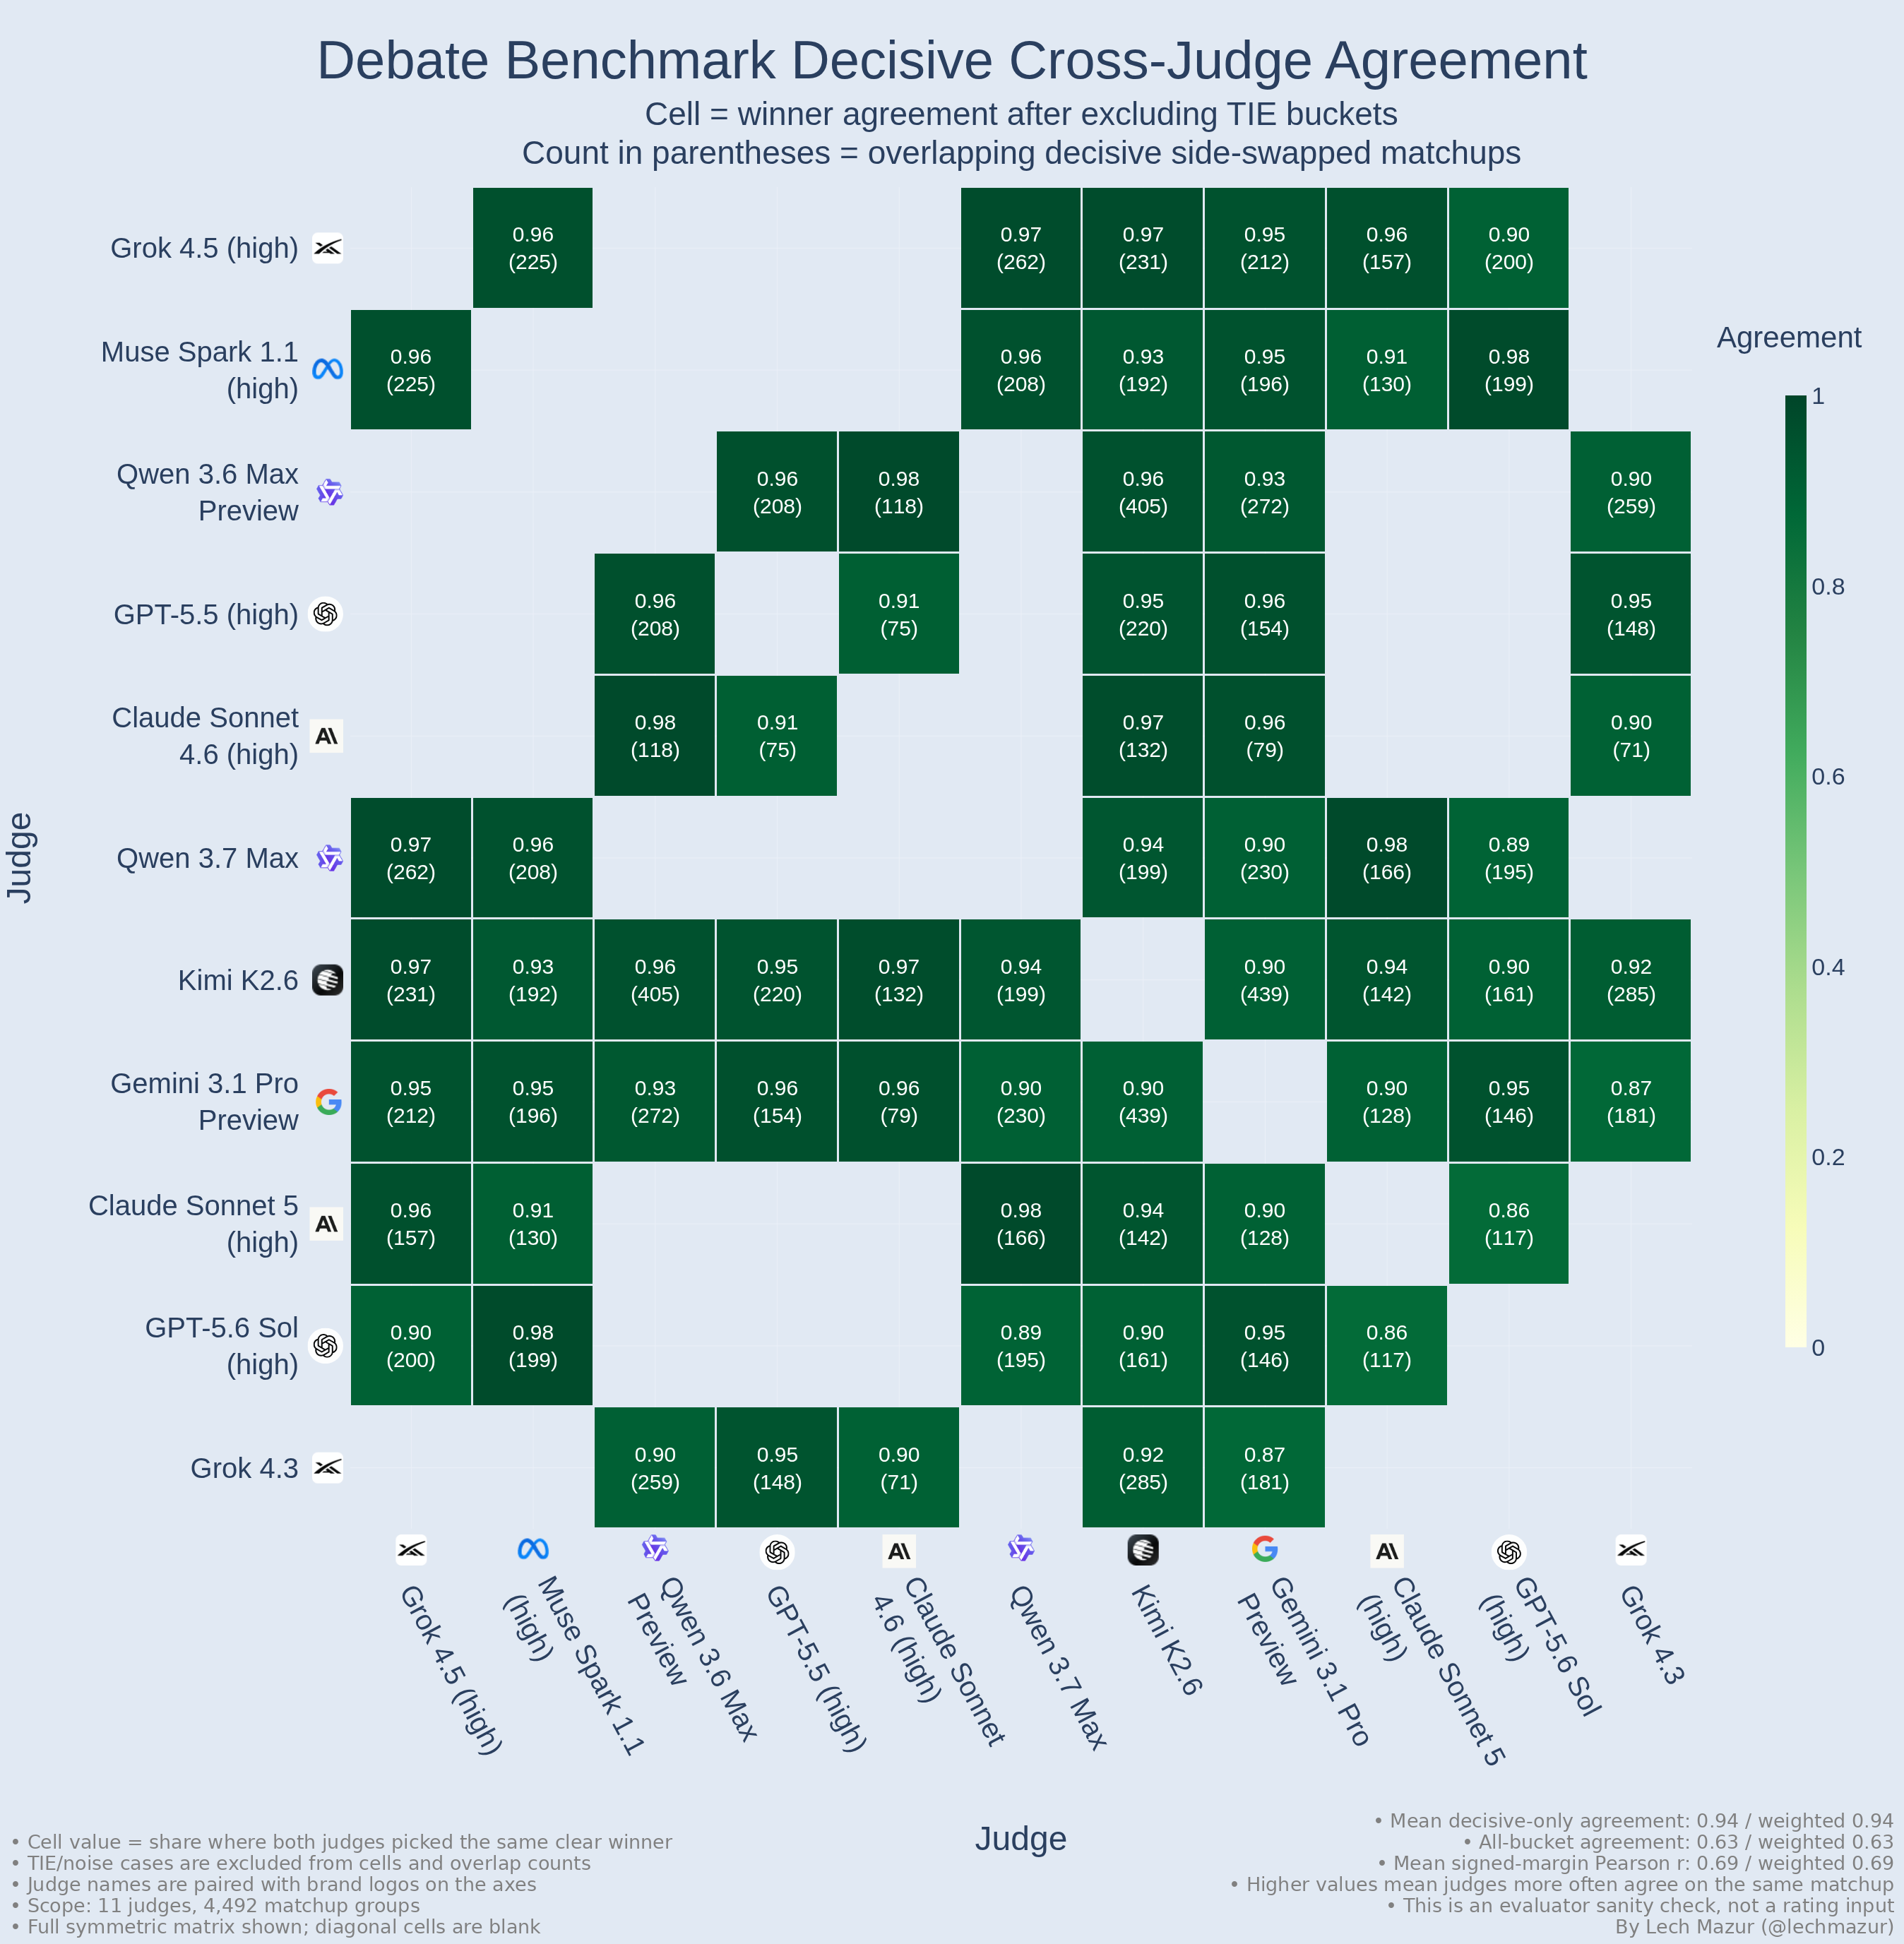 Debate Benchmark Decisive Cross-Judge Agreement
Cell = winner agreement after excluding TIE buckets
Count in parentheses = overlapping decisive side-swapped matchups
Grok 4.5 (high)
0.96 0.97 0.97 0.95 0.96 0.90
(225) (262) (231) (212) (157) (200)
Muse Spark 1.1
(high)
0.96 0.96 0.93 0.95 0.91 0.98
(225) (208) (192) (196) (130) (199)
Qwen 3.6 Max
Preview
0.96 0.98 0.96 0.93 0.90
(208) (118) (405) (272) (259)
GPT-5.5 (high)
0.96 0.91 0.95 0.96 0.95
(208) (75) (220) (154) (148)
Claude Sonnet
4.6 (high)
0.98 0.91 0.97 0.96 0.90
(118) (75) (132) (79) (71)
Qwen 3.7 Max
0.97 0.96 0.94 0.90 0.98 0.89
(262) (208) (199) (230) (166) (195)
Kimi K2.6
0.97 0.93 0.96 0.95 0.97 0.94 0.90 0.94 0.90 0.92
(231) (192) (405) (220) (132) (199) (439) (142) (161) (285)
Gemini 3.1 Pro
Preview
0.95 0.95 0.93 0.96 0.96 0.90 0.90 0.90 0.95 0.87
(212) (196) (272) (154) (79) (230) (439) (128) (146) (181)
Claude Sonnet 5
(high)
0.96 0.91 0.98 0.94 0.90 0.86
(157) (130) (166) (142) (128) (117)
GPT-5.6 Sol
(high)
0.90 0.98 0.89 0.90 0.95 0.86
(200) (199) (195) (161) (146) (117)
Grok 4.3
0.90 0.95 0.90 0.92 0.87
(259) (148) (71) (285) (181)
Judge
Agreement
1
0.8
0.6
0.4
0.2
0
Grok 4.5 (high)
Muse Spark 1.1
(high)
Qwen 3.6 Max
Preview
GPT-5.5 (high)
Claude Sonnet
4.6 (high)
Qwen 3.7 Max
Kimi K2.6
Gemini 3.1 Pro
Preview
Claude Sonnet 5
(high)
GPT-5.6 Sol
(high)
Grok 4.3
Judge
• Cell value = share where both judges picked the same clear winner
• TIE/noise cases are excluded from cells and overlap counts
• Judge names are paired with brand logos on the axes
• Scope: 11 judges, 4,492 matchup groups
• Full symmetric matrix shown; diagonal cells are blank
• Mean decisive-only agreement: 0.94 / weighted 0.94
• All-bucket agreement: 0.63 / weighted 0.63
• Mean signed-margin Pearson r: 0.69 / weighted 0.69
• Higher values mean judges more often agree on the same matchup
• This is an evaluator sanity check, not a rating input
By Lech Mazur (@lechmazur)